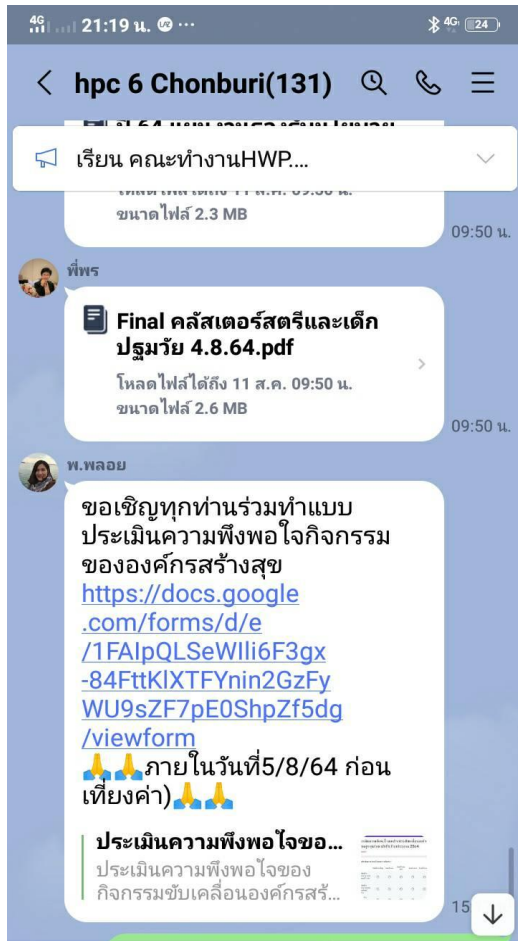 4G 21:19 น. ... 4G 24
hpc 6 Chonburi(131)
เรียน คณะทำงานHWP....
ขนาดไฟล์ 2.3 MB
09:50 น.
พี่พร
Final คลัสเตอร์สตรีและเด็ก
ปฐมวัย 4.8.64.pdf
โหลดไฟล์ได้ถึง 11 ส.ค. 09:50 น.
ขนาดไฟล์ 2.6 MB
09:50 น.
พ.พลอย
ขอเชิญทุกท่านร่วมทำแบบ
ประเมินความพึงพอใจกิจกรรม
ขององค์กรสร้างสุข
https://docs.google
.com/forms/d/e
/1FAIpQLSeWIli6F3gx
-84FttKlXTFYnin2GzFy
WU9sZF7pE0ShpZf5dg
/viewform
🙏🙏ภายในวันที่5/8/64 ก่อน
เที่ยงค่า)🙏🙏
ประเมินความพึงพอใจขอ...
ประเมินความพึงพอใจของ
กิจกรรมขับเคลื่อนองค์กรสร้...
15